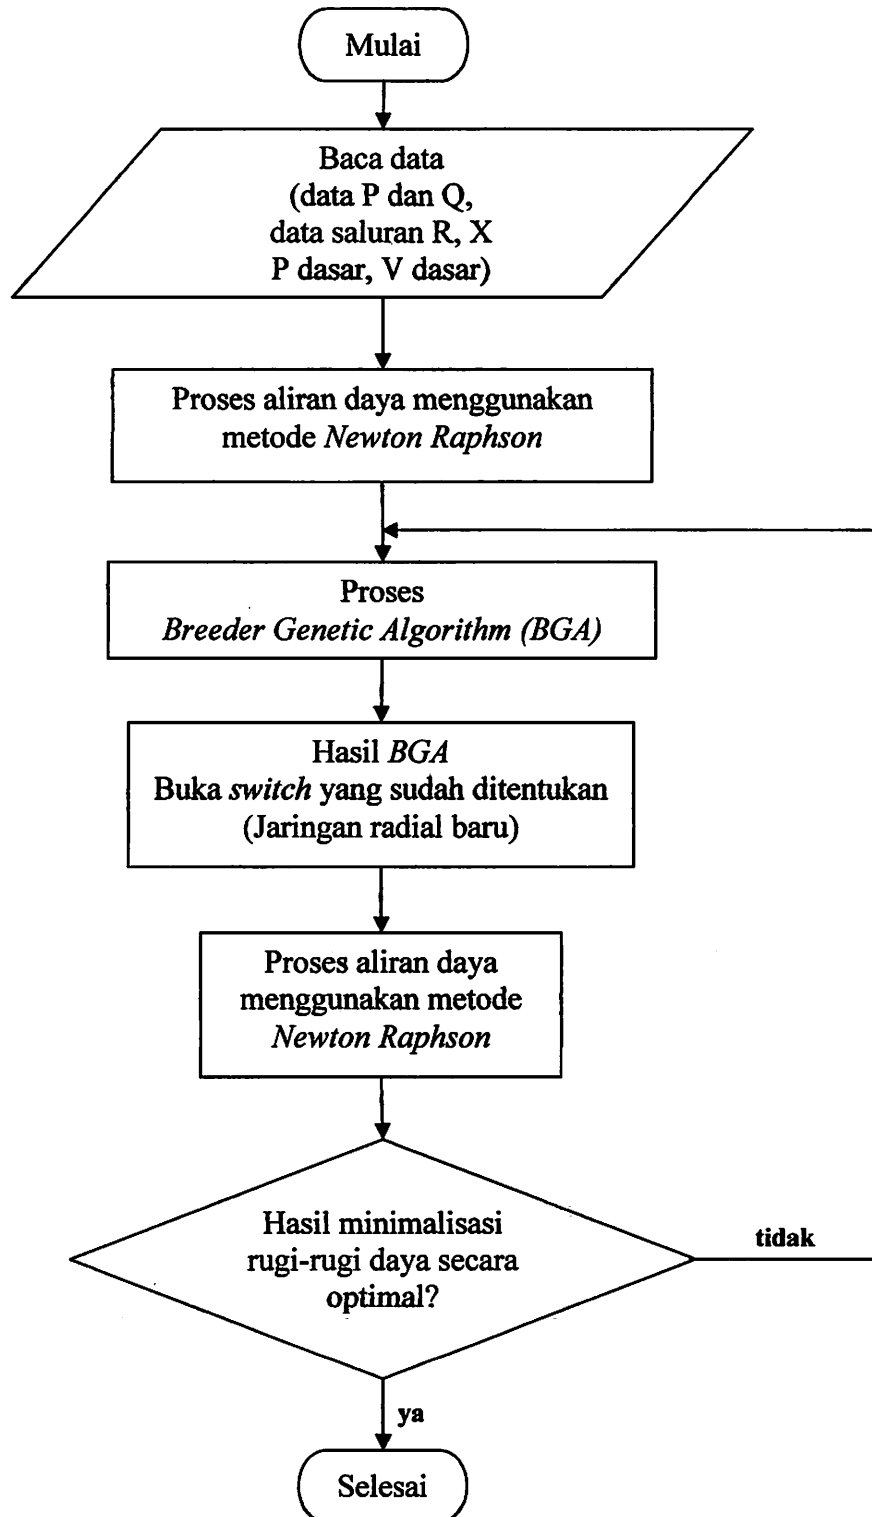 Mulai
Baca data
(data P dan Q,
data saluran R, X
P dasar, V dasar)
Proses aliran daya menggunakan
metode Newton Raphson
Proses
Breeder Genetic Algorithm (BGA)
Hasil BGA
Buka switch yang sudah ditentukan
(Jaringan radial baru)
Proses aliran daya
menggunakan metode
Newton Raphson
Hasil minimalisasi
rugi-rugi daya secara
optimal?
tidak
ya
Selesai